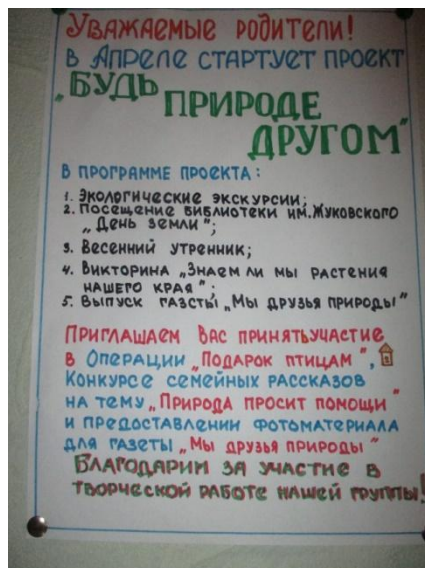 Уважаемые родители!
в Апреле стартует проект
„Будь
природе
другом“
в программе проекта:
1. Экологические экскурсии;
2. Посещение библиотеки им.Жуковского
„День земли";
3. Весенний утренник;
4. Викторина „Знаем ли мы растения
нашего края";
5. Выпуск газеты „Мы друзья природы"
Приглашаем Вас принятьучастие
в Операции „Подарок птицам",
Конкурсе семейных рассказов
на тему „Природа просит помощи"
и предоставлении фотоматериала
для газеты „Мы друзья природы"
Благодарим за участие в
творческой работе нашей группы!